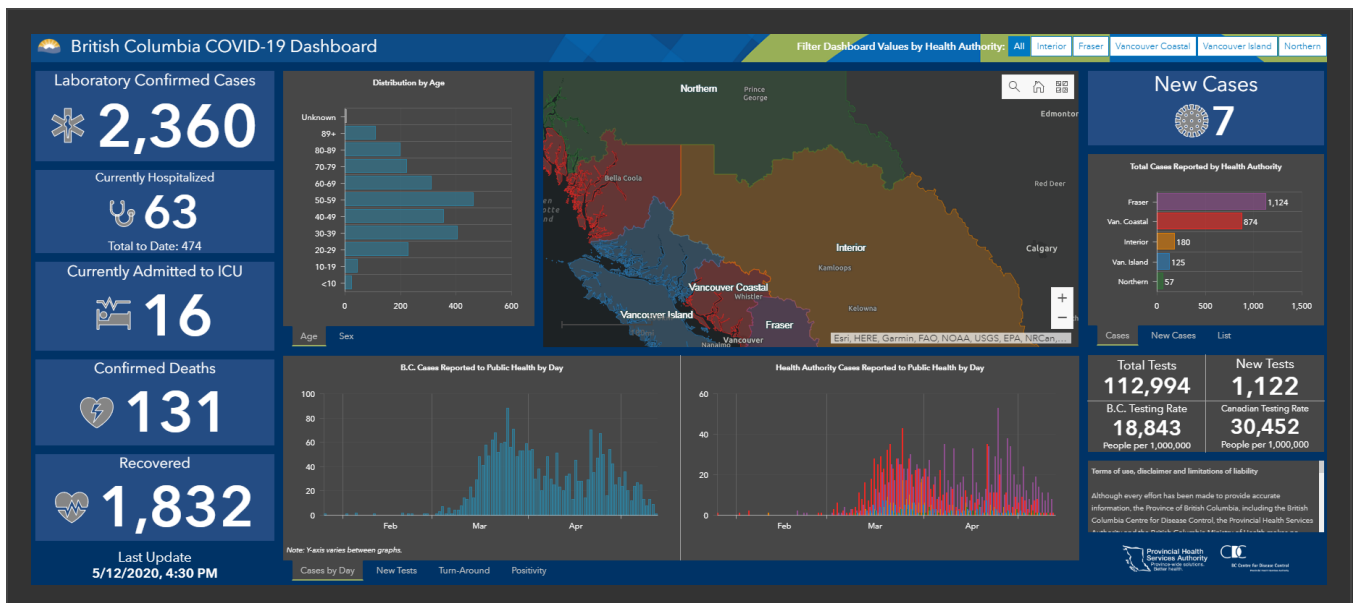 British Columbia COVID-19 Dashboard
Filter Dashboard Values by Health Authority: All Interior Fraser Vancouver Coastal Vancouver Island Northern
Laboratory Confirmed Cases
2,360
Currently Hospitalized
63
Total to Date: 474
Currently Admitted to ICU
16
Confirmed Deaths
131
Recovered
1,832
Last Update
5/12/2020, 4:30 PM
Distribution by Age
Unknown
89+
80-89
70-79
60-69
50-59
40-49
30-39
20-29
10-19
<10
0 200 400 600
Age Sex
Northern
Prince
George
Edmonton
Bella Coola
Red Deer
Interior
Calgary
Kamloops
Vancouver Coastal
Whistler
Kelowna
Vancouver Island
Fraser
Vancouver
Nanaimo
+
−
Esri, HERE, Garmin, FAO, NOAA, USGS, EPA, NRCan,...
New Cases
7
Total Cases Reported by Health Authority
Fraser 1,124
Van. Coastal 874
Interior 180
Van. Island 125
Northern 57
0 500 1,000 1,500
Cases New Cases List
B.C. Cases Reported to Public Health by Day
100
80
60
40
20
0
Feb Mar Apr
Note: Y-axis varies between graphs.
Health Authority Cases Reported to Public Health by Day
60
40
20
0
Feb Mar Apr
Cases by Day New Tests Turn-Around Positivity
Total Tests
112,994
New Tests
1,122
B.C. Testing Rate
18,843
People per 1,000,000
Canadian Testing Rate
30,452
People per 1,000,000
Terms of use, disclaimer and limitations of liability
Although every effort has been made to provide accurate
information, the Province of British Columbia, including the British
Columbia Centre for Disease Control, the Provincial Health Services
Provincial Health
Services Authority
Province-wide solutions.
Better health.
BC Centre for Disease Control